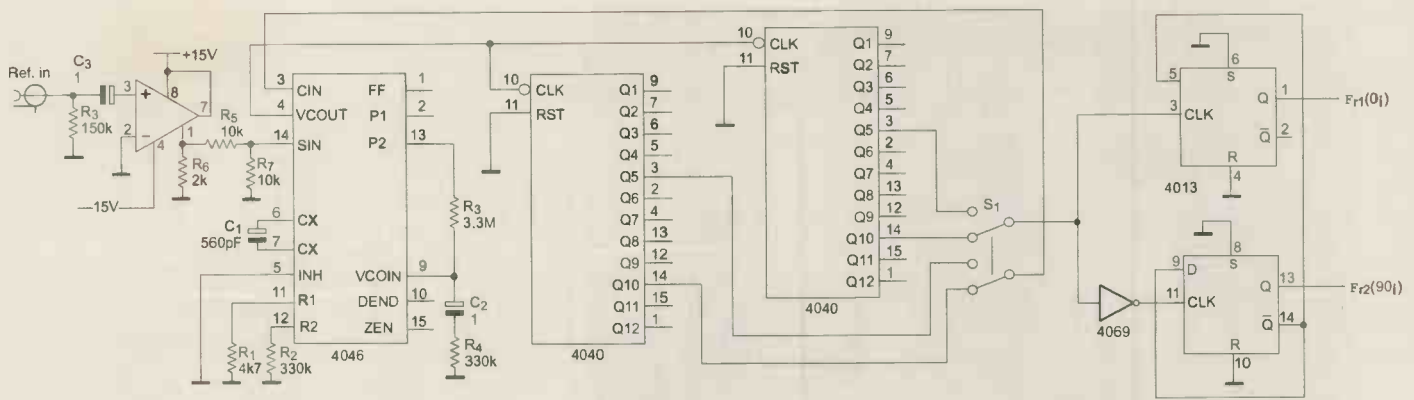 Ref. in
C3
1
R3
150k
+15V
3
+
8
7
2
−
1
4
−15V
R5
10k
R6
2k
R7
10k
C1
560pF
R1
4k7
R2
330k
3 CIN FF 1
4 VCOUT P1 2
14 SIN P2 13
6 CX
7 CX
5 INH VCOIN 9
11 R1 DEND 10
12 R2 ZEN 15
4046
R3
3.3M
C2
1
R4
330k
10 CLK
11 RST
Q1 9
Q2 7
Q3 6
Q4 5
Q5 3
Q6 2
Q7 4
Q8 13
Q9 12
Q10 14
Q11 15
Q12 1
4040
10 CLK
11 RST
Q1 9
Q2 7
Q3 6
Q4 5
Q5 3
Q6 2
Q7 4
Q8 13
Q9 12
Q10 14
Q11 15
Q12 1
4040
S1
4069
6
S
5
3 CLK
Q 1
Q̅ 2
R
4
4013
Fr1(0¡)
8
S
9 D
11 CLK
Q 13
Q̅ 14
R
10
Fr2(90¡)